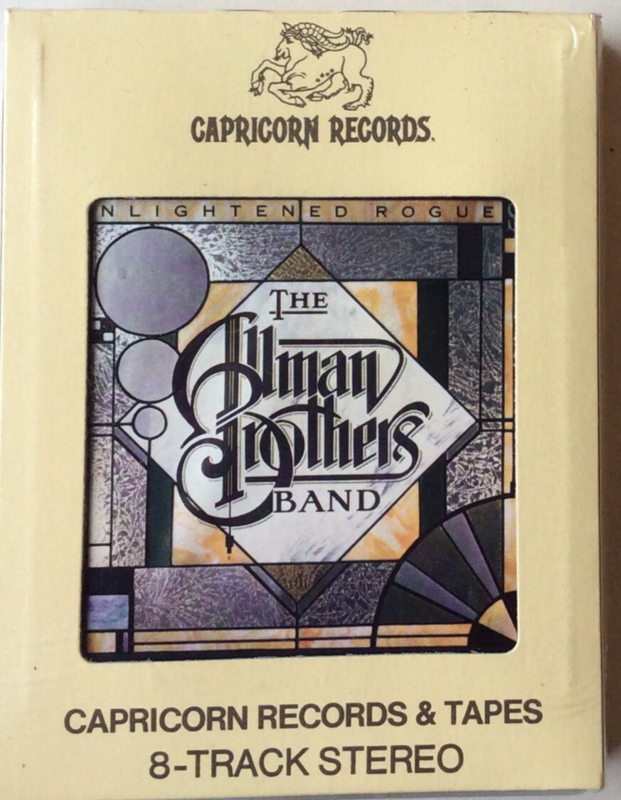 CAPRICORN RECORDS.
NLIGHTENED ROGUE
THE
Allman
Brothers
BAND
CAPRICORN RECORDS & TAPES
8-TRACK STEREO